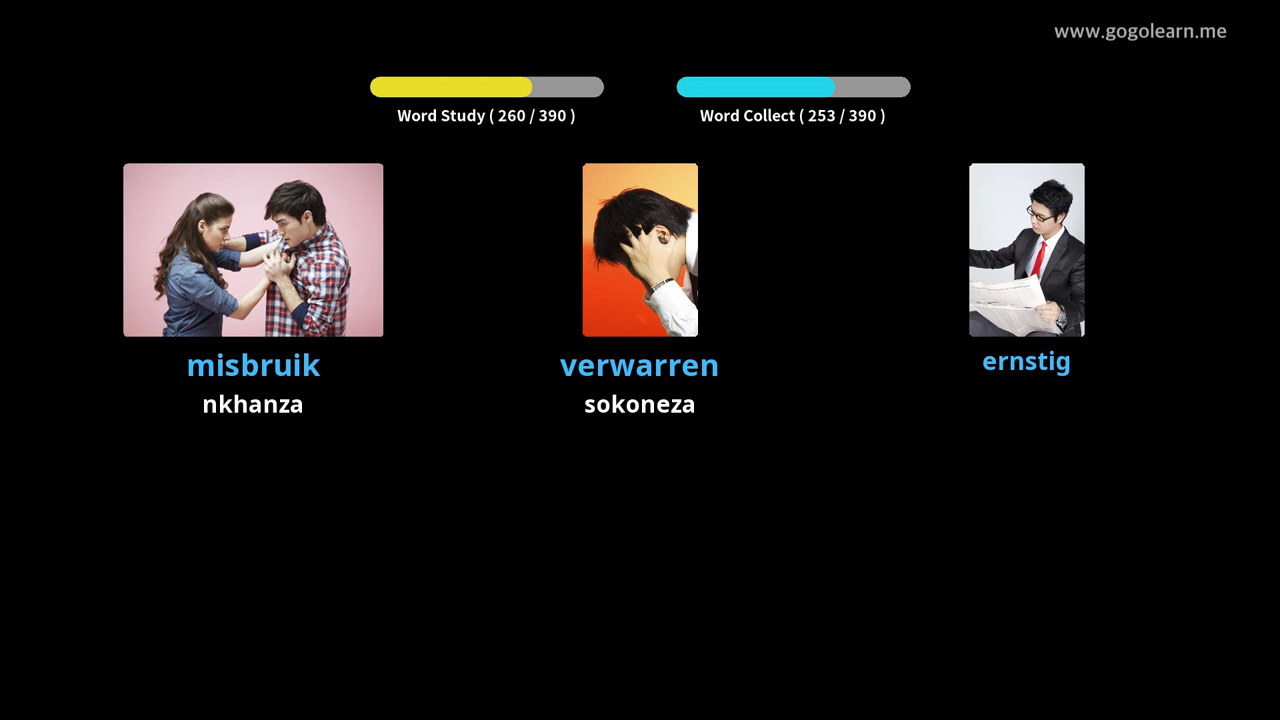 www.gogolearn.me
Word Study ( 260 / 390 )
Word Collect ( 253 / 390 )
misbruik
nkhanza
verwarren
sokoneza
ernstig